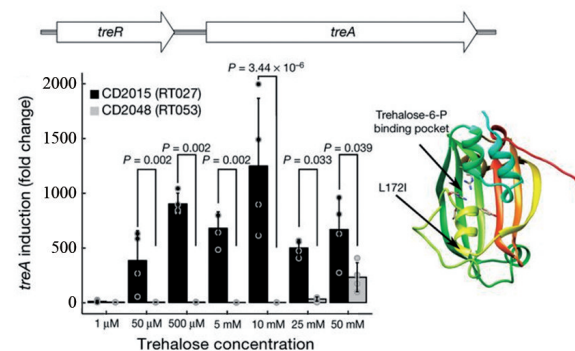 treR
treA
2000
1500
1000
500
0
treA induction (fold change)
CD2015 (RT027)
CD2048 (RT053)
P = 0.002
P = 0.002
P = 0.002
P = 3.44 × 10⁻⁶
P = 0.033
P = 0.039
1 µM
50 µM
500 µM
5 mM
10 mM
25 mM
50 mM
Trehalose concentration
Trehalose-6-P
binding pocket
L172I